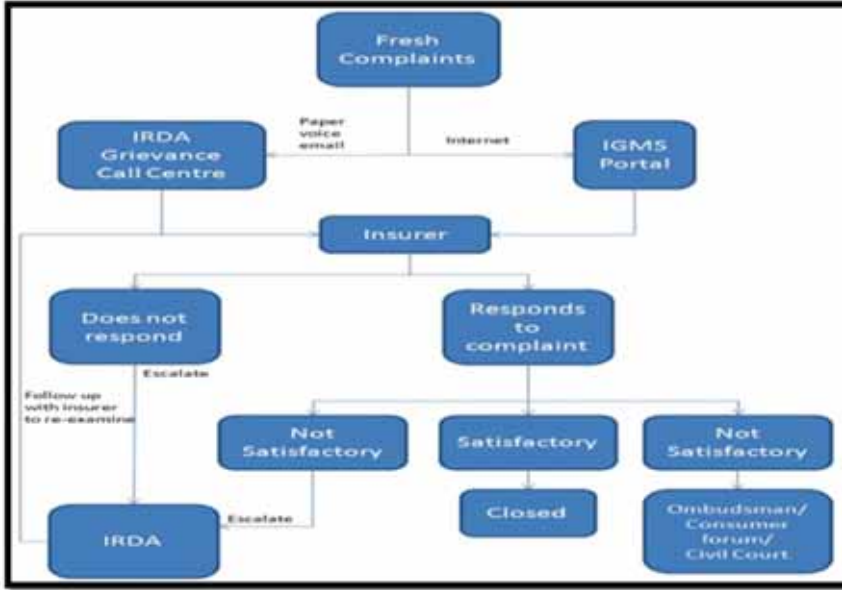 Fresh
Complaints
Paper
voice
email
Internet
IRDA
Grievance
Call Centre
IGMS
Portal
Insurer
Does not
respond
Responds
to
complaint
Escalate
Follow up
with insurer
to re-examine
Not
Satisfactory
Satisfactory
Not
Satisfactory
Closed
Ombudsman/
Consumer
forum/
Civil Court
Escalate
IRDA